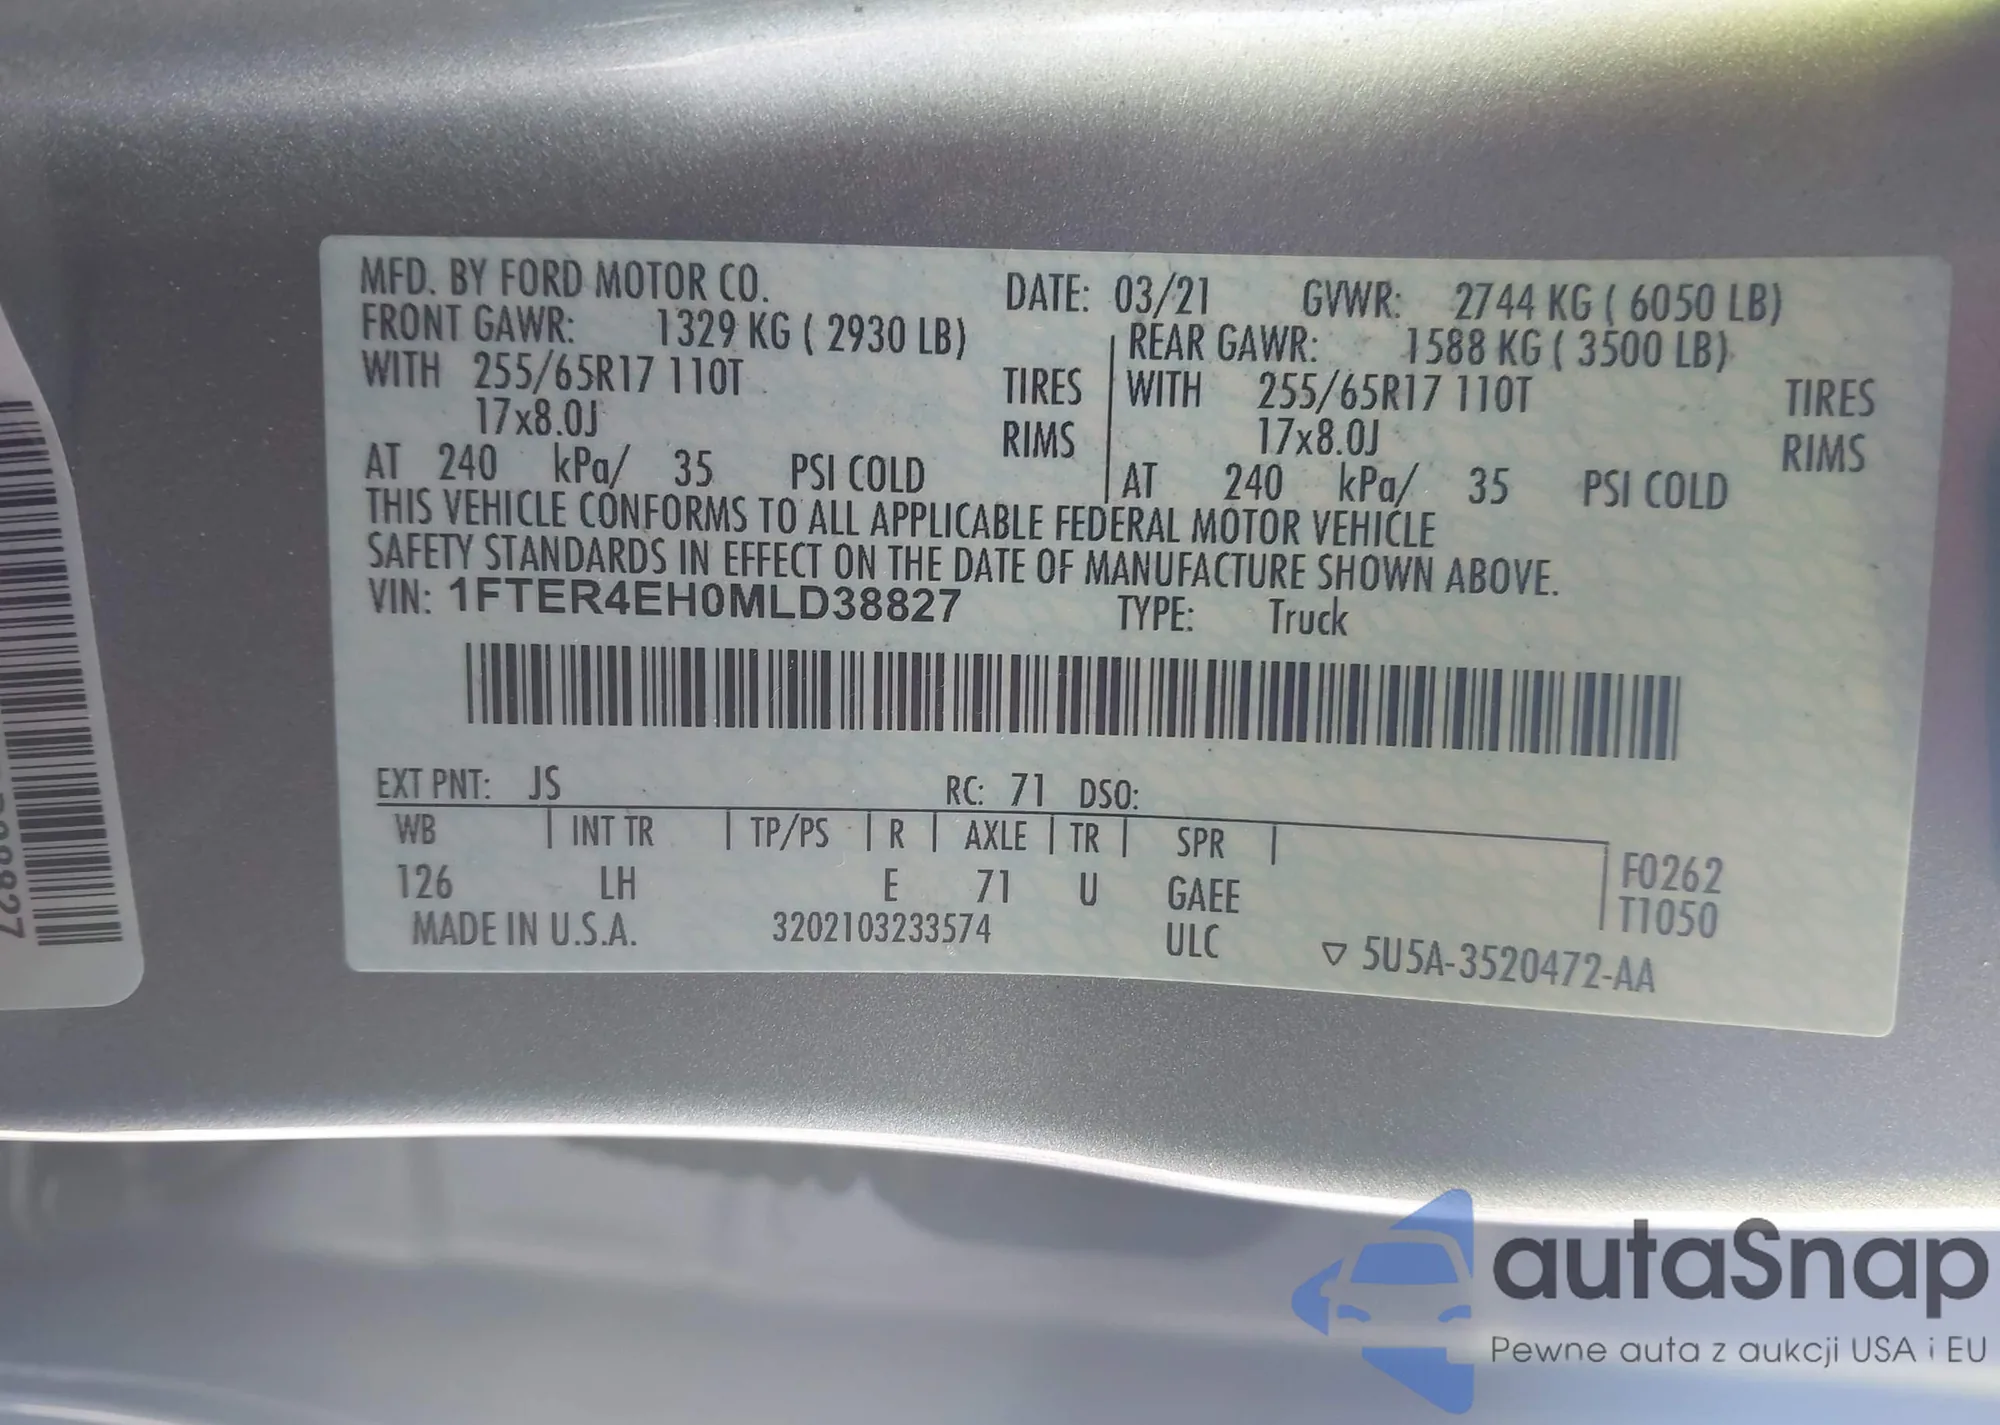 MFD. BY FORD MOTOR CO. DATE: 03/21 GVWR: 2744 KG ( 6050 LB)
FRONT GAWR: 1329 KG ( 2930 LB) REAR GAWR: 1588 KG ( 3500 LB)
WITH 255/65R17 110T TIRES WITH 255/65R17 110T TIRES
17x8.0J RIMS 17x8.0J RIMS
AT 240 kPa/ 35 PSI COLD AT 240 kPa/ 35 PSI COLD
THIS VEHICLE CONFORMS TO ALL APPLICABLE FEDERAL MOTOR VEHICLE
SAFETY STANDARDS IN EFFECT ON THE DATE OF MANUFACTURE SHOWN ABOVE.
VIN: 1FTER4EH0MLD38827 TYPE: Truck
EXT PNT: JS RC: 71 DSO:
WB | INT TR | TP/PS | R | AXLE | TR | SPR |
126 LH E 71 U GAEE F0262
T1050
MADE IN U.S.A. 3202103233574 ULC ▽ 5U5A-3520472-AA
autaSnap
Pewne auta z aukcji USA i EU